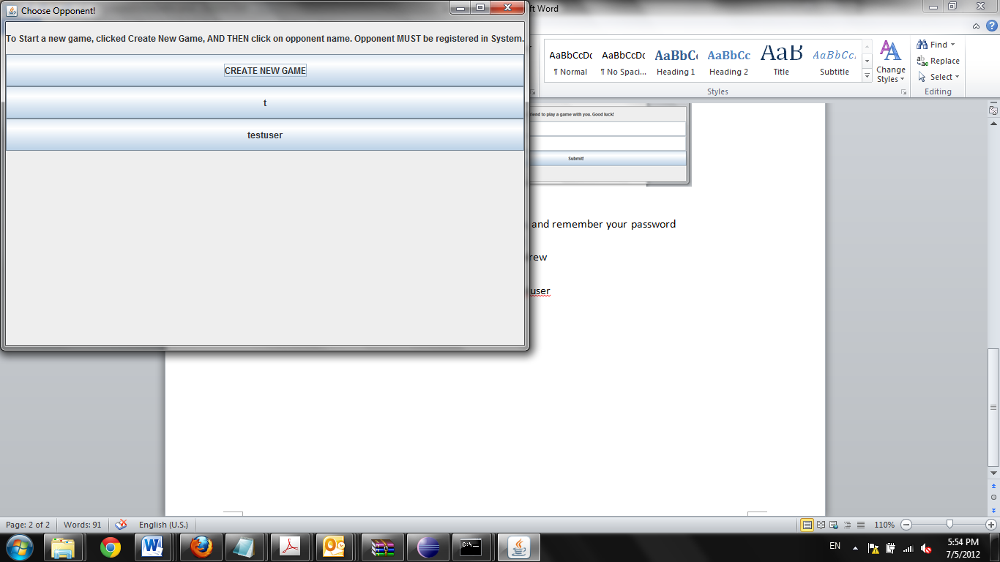 Choose Opponent!
To Start a new game, clicked Create New Game, AND THEN click on opponent name. Opponent MUST be registered in System.
CREATE NEW GAME
t
testuser
ft Word
AaBbCcDc
AaBbCcDc
AaBbCc
AaBbCc
AaB
AaBbCc.
¶ Normal
¶ No Spaci...
Heading 1
Heading 2
Title
Subtitle
Change
Styles
Styles
Find
Replace
Select
Editing
iend to play a game with you. Good luck!
Submit!
and remember your password
rew
user
Page: 2 of 2
Words: 91
English (U.S.)
110%
C:\.
EN
5:54 PM
7/5/2012